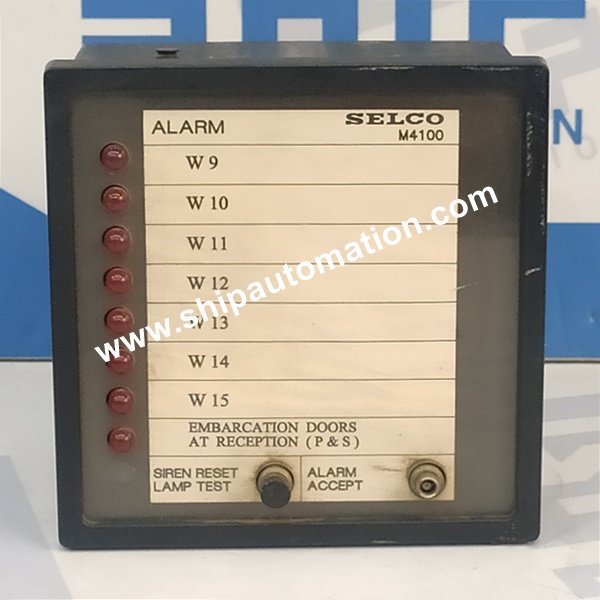 ALARM
SELCO
M4100
W 9
W 10
W 11
W 12
W 13
W 14
W 15
EMBARCATION DOORS
AT RECEPTION ( P & S )
SIREN RESET
LAMP TEST
ALARM
ACCEPT
www.shipautomation.com